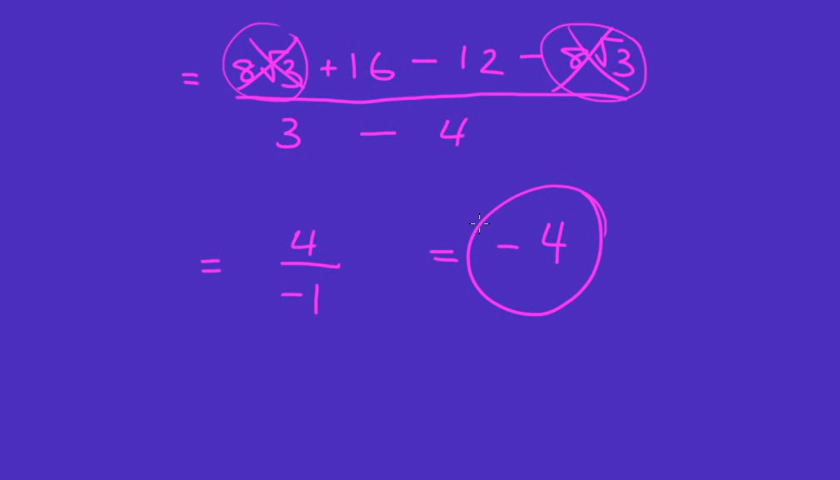 = 8√3 + 16 - 12 - 8√3
3 - 4
= 4 = - 4
-1